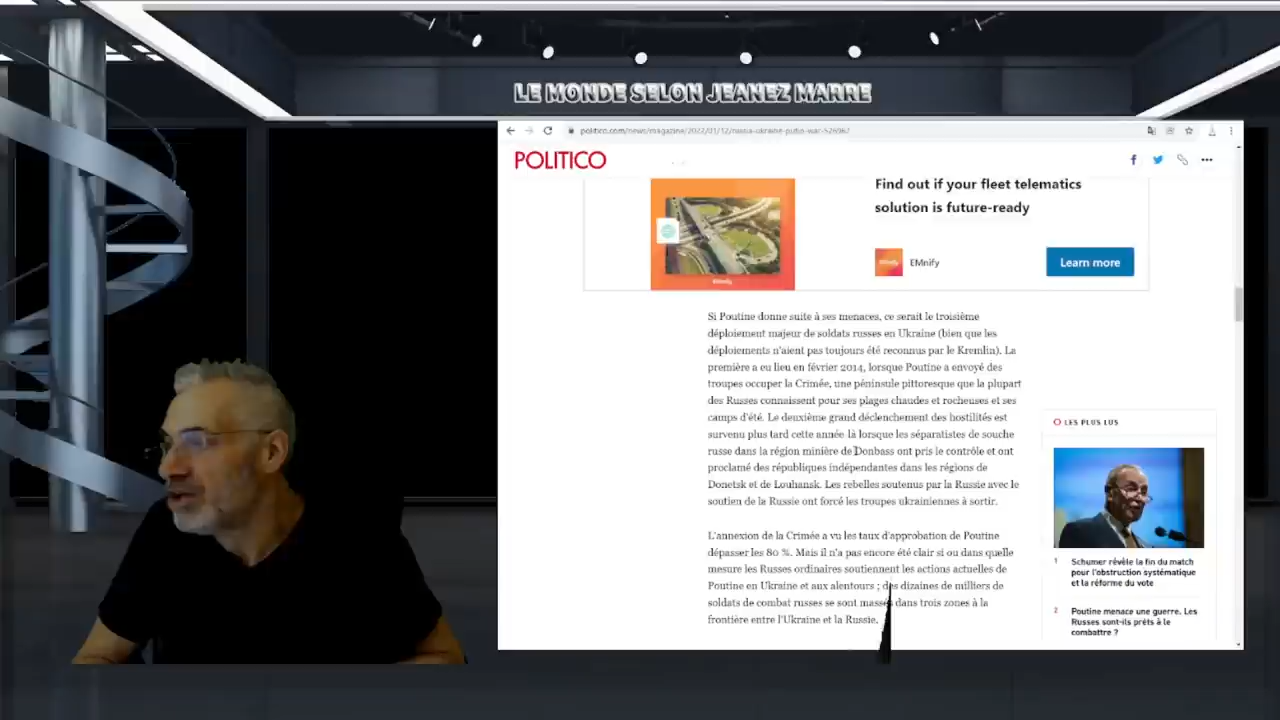 LE MONDE SELON JEANEZ MARRE
politico.com/news/magazine/2022/01/12/russia-ukraine-putin-war-526967
POLITICO
Find out if your fleet telematics
solution is future-ready
EMnify
Learn more
Si Poutine donne suite à ses menaces, ce serait le troisième
déploiement majeur de soldats russes en Ukraine (bien que les
déploiements n'aient pas toujours été reconnus par le Kremlin). La
première a eu lieu en février 2014, lorsque Poutine a envoyé des
troupes occuper la Crimée, une péninsule pittoresque que la plupart
des Russes connaissent pour ses plages chaudes et rocheuses et ses
camps d'été. Le deuxième grand déclenchement des hostilités est
survenu plus tard cette année là lorsque les séparatistes de souche
russe dans la région minière de Donbass ont pris le contrôle et ont
proclamé des républiques indépendantes dans les régions de
Donetsk et de Louhansk. Les rebelles soutenus par la Russie avec le
soutien de la Russie ont forcé les troupes ukrainiennes à sortir.
L'annexion de la Crimée a vu les taux d'approbation de Poutine
dépasser les 80 %. Mais il n'a pas encore été clair si ou dans quelle
mesure les Russes ordinaires soutiennent les actions actuelles de
Poutine en Ukraine et aux alentours ; des dizaines de milliers de
soldats de combat russes se sont massés dans trois zones à la
frontière entre l'Ukraine et la Russie.
LES PLUS LUS
1 Schumer révèle la fin du match
pour l'obstruction systématique
et la réforme du vote
2 Poutine menace une guerre. Les
Russes sont-ils prêts à le
combattre ?